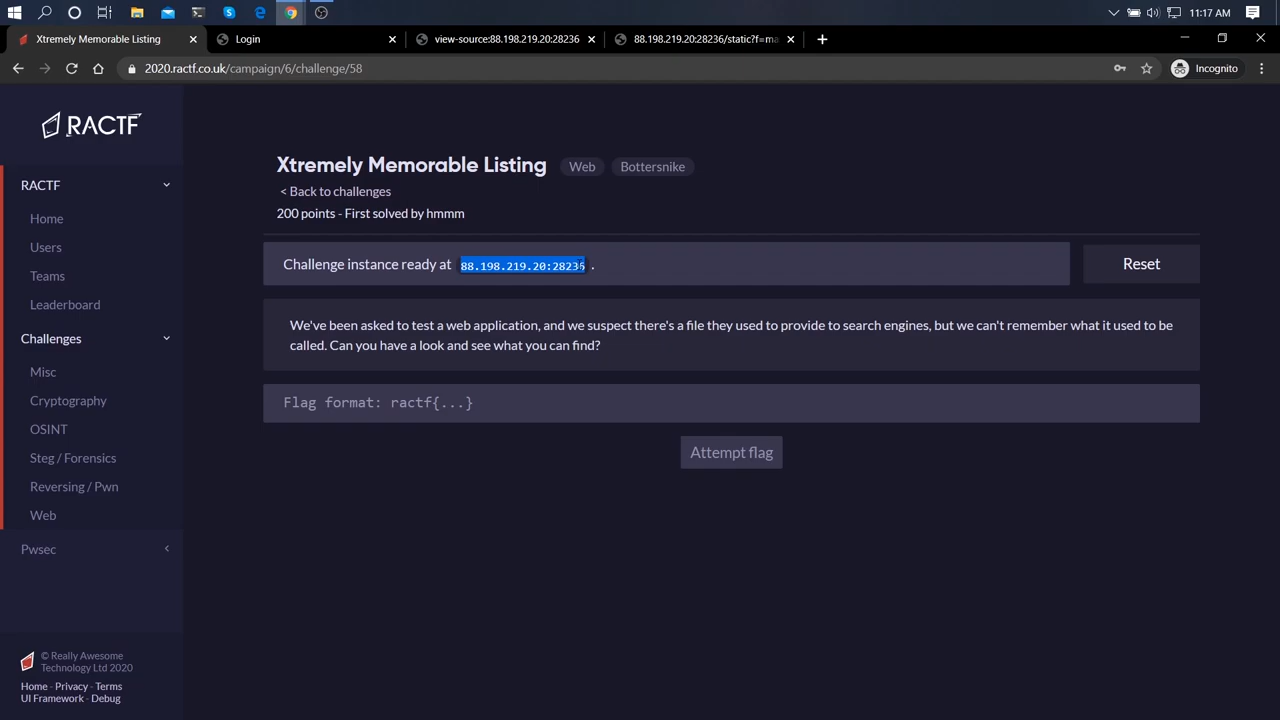 11:17 AM
Xtremely Memorable Listing
Login
view-source:88.198.219.20:28236
88.198.219.20:28236/static?f=ma
2020.ractf.co.uk/campaign/6/challenge/58
Incognito
RACTF
RACTF
Home
Users
Teams
Leaderboard
Challenges
Misc
Cryptography
OSINT
Steg / Forensics
Reversing / Pwn
Web
Pwsec
© Really Awesome
Technology Ltd 2020
Home - Privacy - Terms
UI Framework - Debug
Xtremely Memorable Listing Web Bottersnike
< Back to challenges
200 points - First solved by hmmm
Challenge instance ready at 88.198.219.20:28236 .
Reset
We've been asked to test a web application, and we suspect there's a file they used to provide to search engines, but we can't remember what it used to be
called. Can you have a look and see what you can find?
Flag format: ractf{...}
Attempt flag